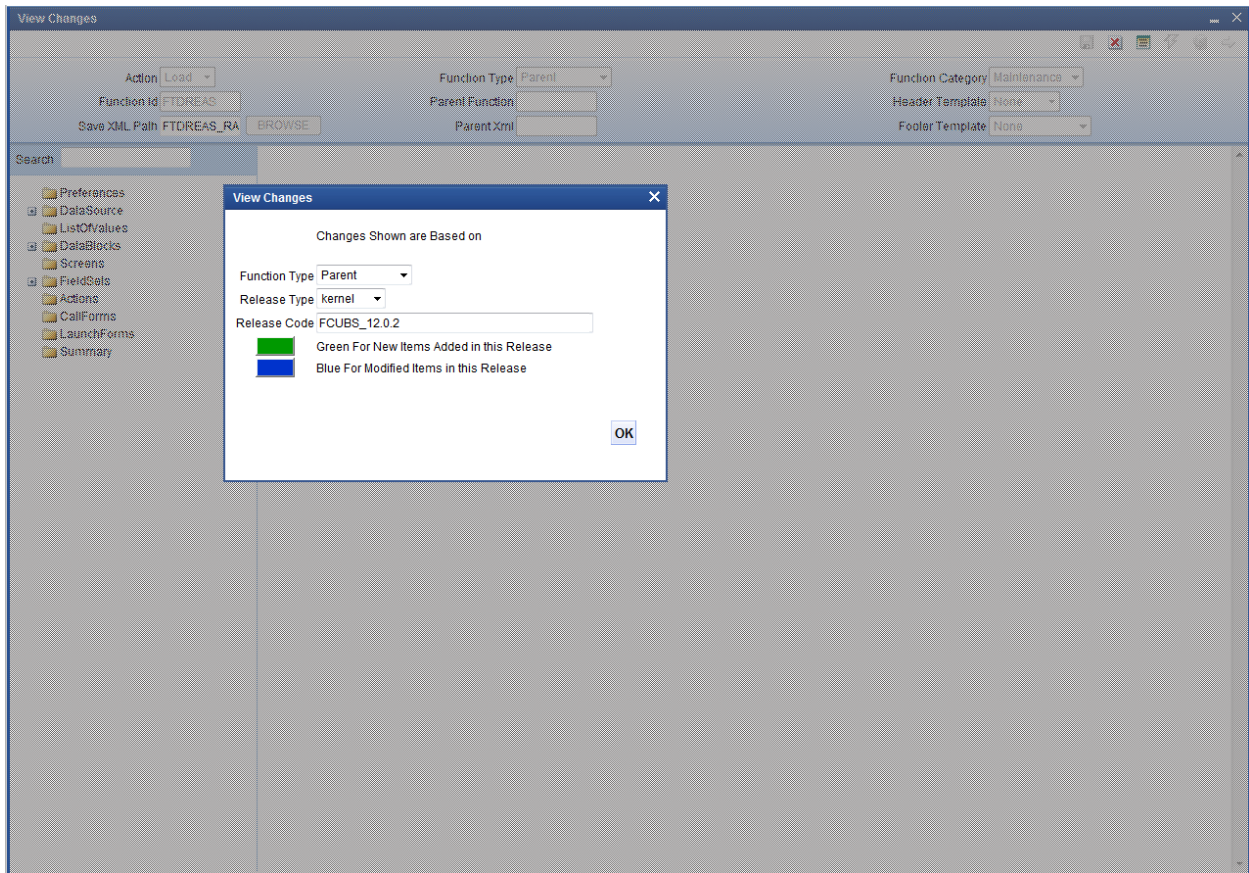 View Changes
Action Load Function Type Parent Function Category Maintenance
Function Id FTDREAS Parent Function Header Template None
Save XML Path FTDREAS_RA BROWSE Parent Xml Footer Template None
Search
Preferences
DataSource
ListOfValues
DataBlocks
Screens
FieldSets
Actions
CallForms
LaunchForms
Summary
View Changes
Changes Shown are Based on
Function Type Parent
Release Type kernel
Release Code FCUBS_12.0.2
Green For New Items Added in this Release
Blue For Modified Items in this Release
OK